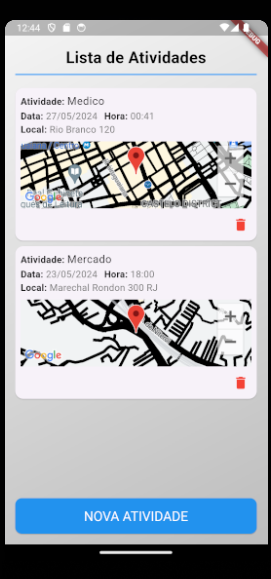 12:44
Lista de Atividades
Atividade: Medico
Data: 27/05/2024 Hora: 00:41
Local: Rio Branco 120
Google
CASTELO
Atividade: Mercado
Data: 23/05/2024 Hora: 18:00
Local: Marechal Rondon 300 RJ
Google
NOVA ATIVIDADE